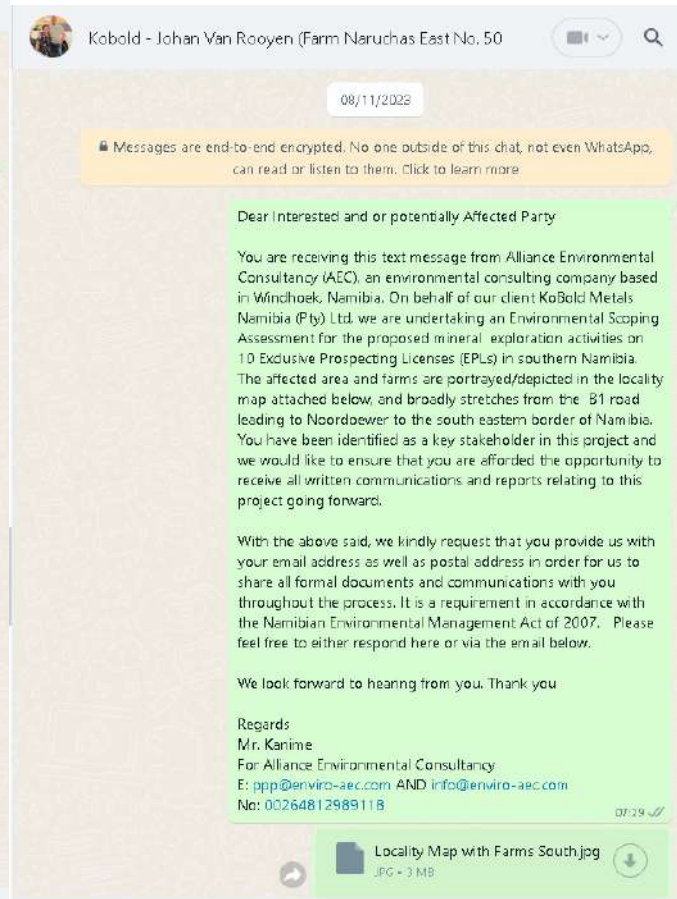 Kobold - Johan Van Rooyen (Farm Naruchas East No. 50
08/11/2023
Messages are end-to-end encrypted. No one outside of this chat, not even WhatsApp,
can read or listen to them. Click to learn more
Dear Interested and or potentially Affected Party
You are receiving this text message from Alliance Environmental
Consultancy (AEC), an environmental consulting company based
in Windhoek, Namibia. On behalf of our client KoBold Metals
Namibia (Pty) Ltd, we are undertaking an Environmental Scoping
Assessment for the proposed mineral exploration activities on
10 Exclusive Prospecting Licenses (EPLs) in southern Namibia.
The affected area and farms are portrayed/depicted in the locality
map attached below, and broadly stretches from the B1 road
leading to Noordoewer to the south eastern border of Namibia.
You have been identified as a key stakeholder in this project and
we would like to ensure that you are afforded the opportunity to
receive all written communications and reports relating to this
project going forward.
With the above said, we kindly request that you provide us with
your email address as well as postal address in order for us to
share all formal documents and communications with you
throughout the process. It is a requirement in accordance with
the Namibian Environmental Management Act of 2007. Please
feel free to either respond here or via the email below.
We look forward to hearing from you. Thank you
Regards
Mr. Kanime
For Alliance Environmental Consultancy
E: ppp@enviro-aec.com AND info@enviro-aec.com
No: 00264812989118
07:29
Locality Map with Farms South.jpg
JPG • 3 MB